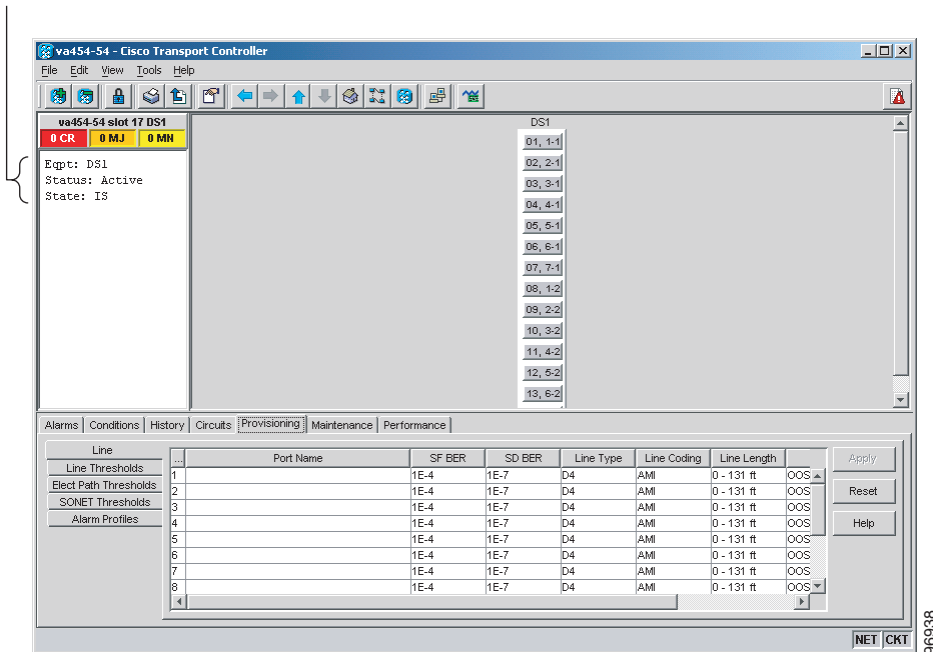 va454-54 - Cisco Transport Controller
File Edit View Tools Help
va454-54 slot 17 DS1
0 CR 0 MJ 0 MN
Eqpt: DS1
Status: Active
State: IS
DS1
01, 1-1
02, 2-1
03, 3-1
04, 4-1
05, 5-1
06, 6-1
07, 7-1
08, 1-2
09, 2-2
10, 3-2
11, 4-2
12, 5-2
13, 6-2
Alarms Conditions History Circuits Provisioning Maintenance Performance
Line
Line Thresholds
Elect Path Thresholds
SONET Thresholds
Alarm Profiles
... Port Name SF BER SD BER Line Type Line Coding Line Length
1 1E-4 1E-7 D4 AMI 0 - 131 ft OOS
2 1E-4 1E-7 D4 AMI 0 - 131 ft OOS
3 1E-4 1E-7 D4 AMI 0 - 131 ft OOS
4 1E-4 1E-7 D4 AMI 0 - 131 ft OOS
5 1E-4 1E-7 D4 AMI 0 - 131 ft OOS
6 1E-4 1E-7 D4 AMI 0 - 131 ft OOS
7 1E-4 1E-7 D4 AMI 0 - 131 ft OOS
8 1E-4 1E-7 D4 AMI 0 - 131 ft OOS
Apply
Reset
Help
NET CKT
96938